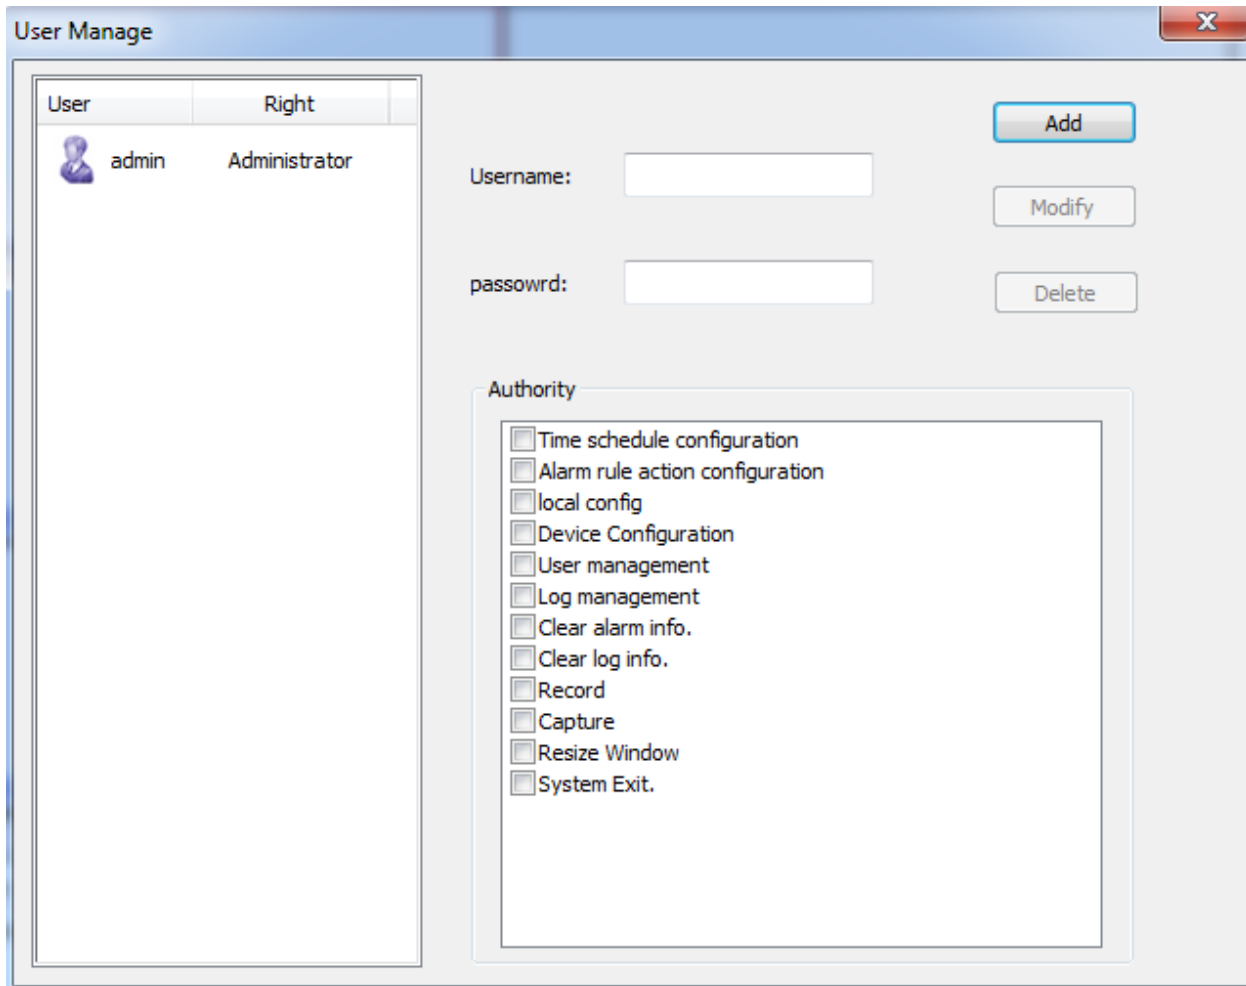 User Manage
User Right
admin Administrator
Add
Username:
Modify
passowrd:
Delete
Authority
Time schedule configuration
Alarm rule action configuration
local config
Device Configuration
User management
Log management
Clear alarm info.
Clear log info.
Record
Capture
Resize Window
System Exit.